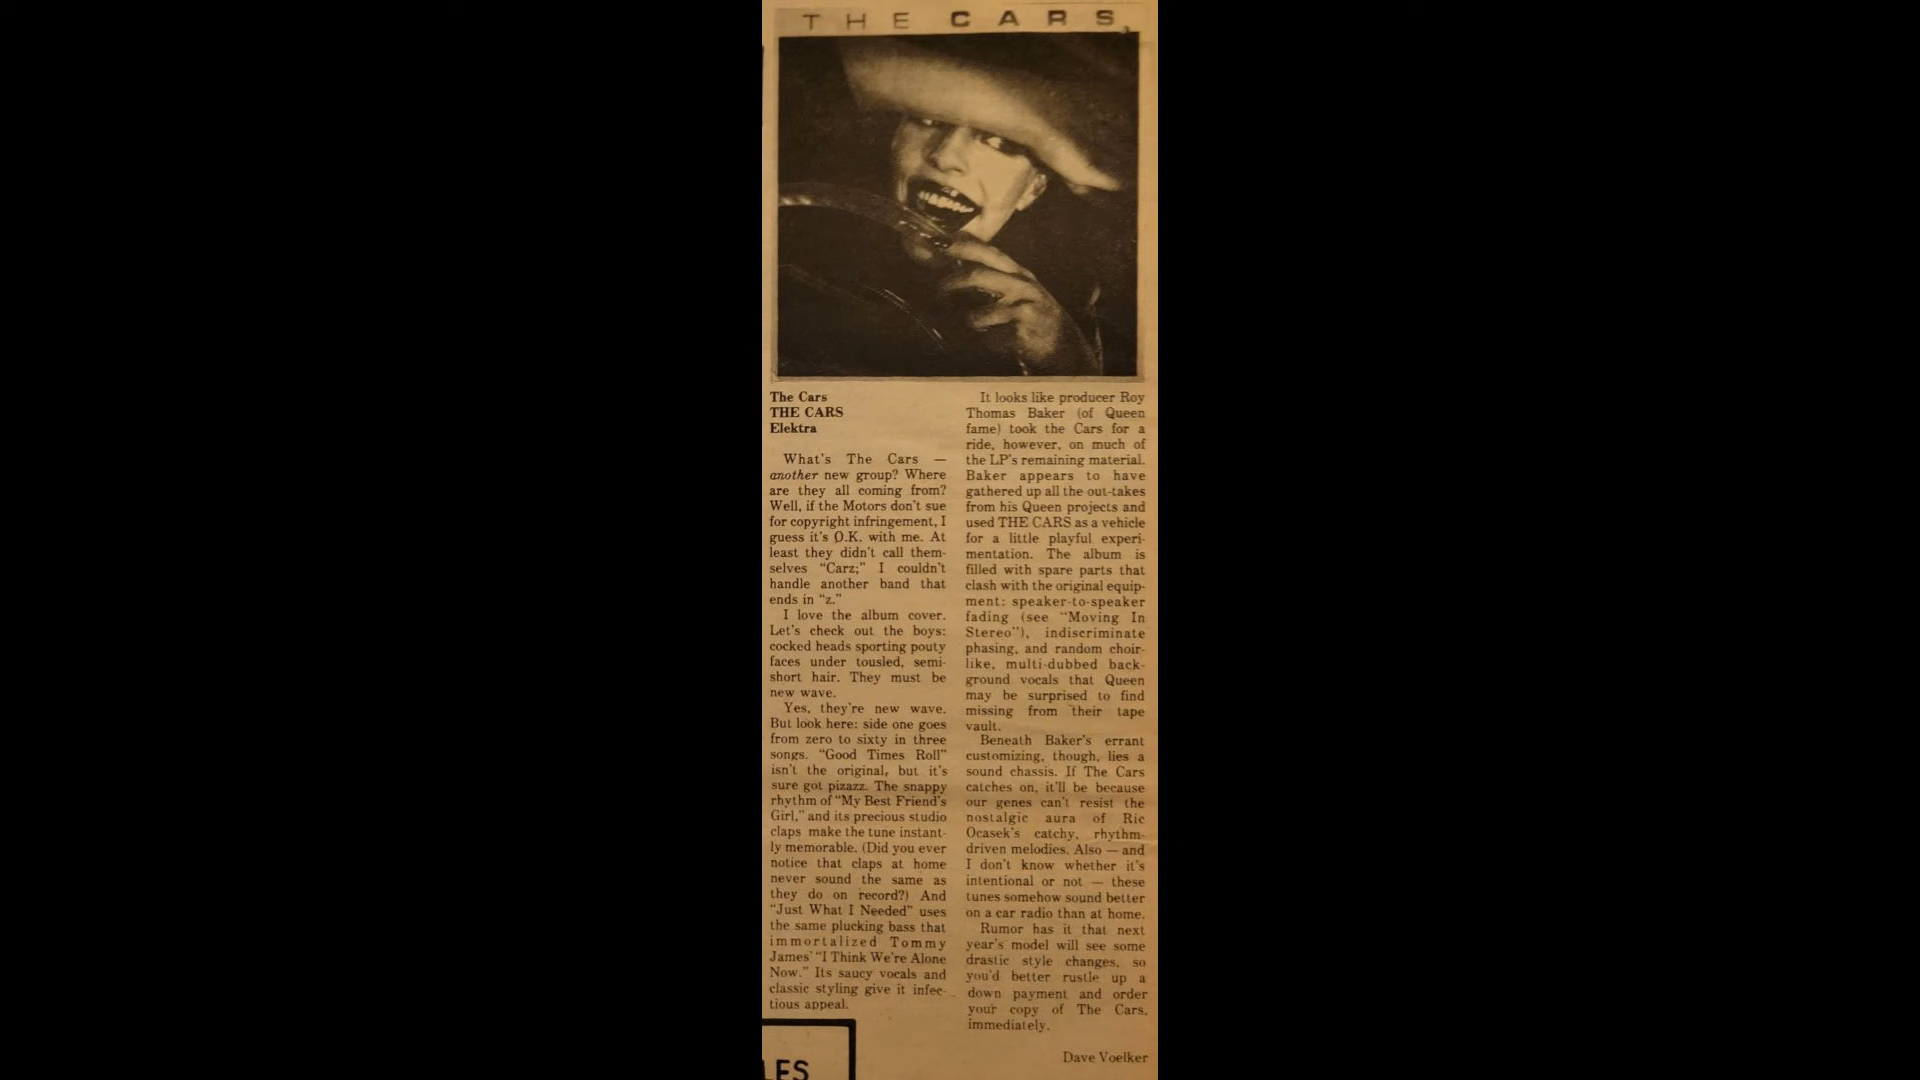 THE CARS
The Cars
THE CARS
Elektra
What's The Cars —
another new group? Where
are they all coming from?
Well, if the Motors don't sue
for copyright infringement, I
guess it's O.K. with me. At
least they didn't call them-
selves “Carz;” I couldn't
handle another band that
ends in “z.”
I love the album cover.
Let's check out the boys:
cocked heads sporting pouty
faces under tousled, semi-
short hair. They must be
new wave.
Yes, they're new wave.
But look here: side one goes
from zero to sixty in three
songs. “Good Times Roll”
isn't the original, but it's
sure got pizazz. The snappy
rhythm of “My Best Friend's
Girl,” and its precious studio
claps make the tune instant-
ly memorable. (Did you ever
notice that claps at home
never sound the same as
they do on record?) And
“Just What I Needed” uses
the same plucking bass that
immortalized Tommy
James' “I Think We're Alone
Now.” Its saucy vocals and
classic styling give it infec-
tious appeal.
It looks like producer Roy
Thomas Baker (of Queen
fame) took the Cars for a
ride, however, on much of
the LP's remaining material.
Baker appears to have
gathered up all the out-takes
from his Queen projects and
used THE CARS as a vehicle
for a little playful experi-
mentation. The album is
filled with spare parts that
clash with the original equip-
ment: speaker-to-speaker
fading (see “Moving In
Stereo”), indiscriminate
phasing, and random choir-
like, multi-dubbed back-
ground vocals that Queen
may be surprised to find
missing from their tape
vault.
Beneath Baker's errant
customizing, though, lies a
sound chassis. If The Cars
catches on, it'll be because
our genes can't resist the
nostalgic aura of Ric
Ocasek's catchy, rhythm-
driven melodies. Also — and
I don't know whether it's
intentional or not — these
tunes somehow sound better
on a car radio than at home.
Rumor has it that next
year's model will see some
drastic style changes, so
you'd better rustle up a
down payment and order
your copy of The Cars,
immediately.
Dave Voelker
LES